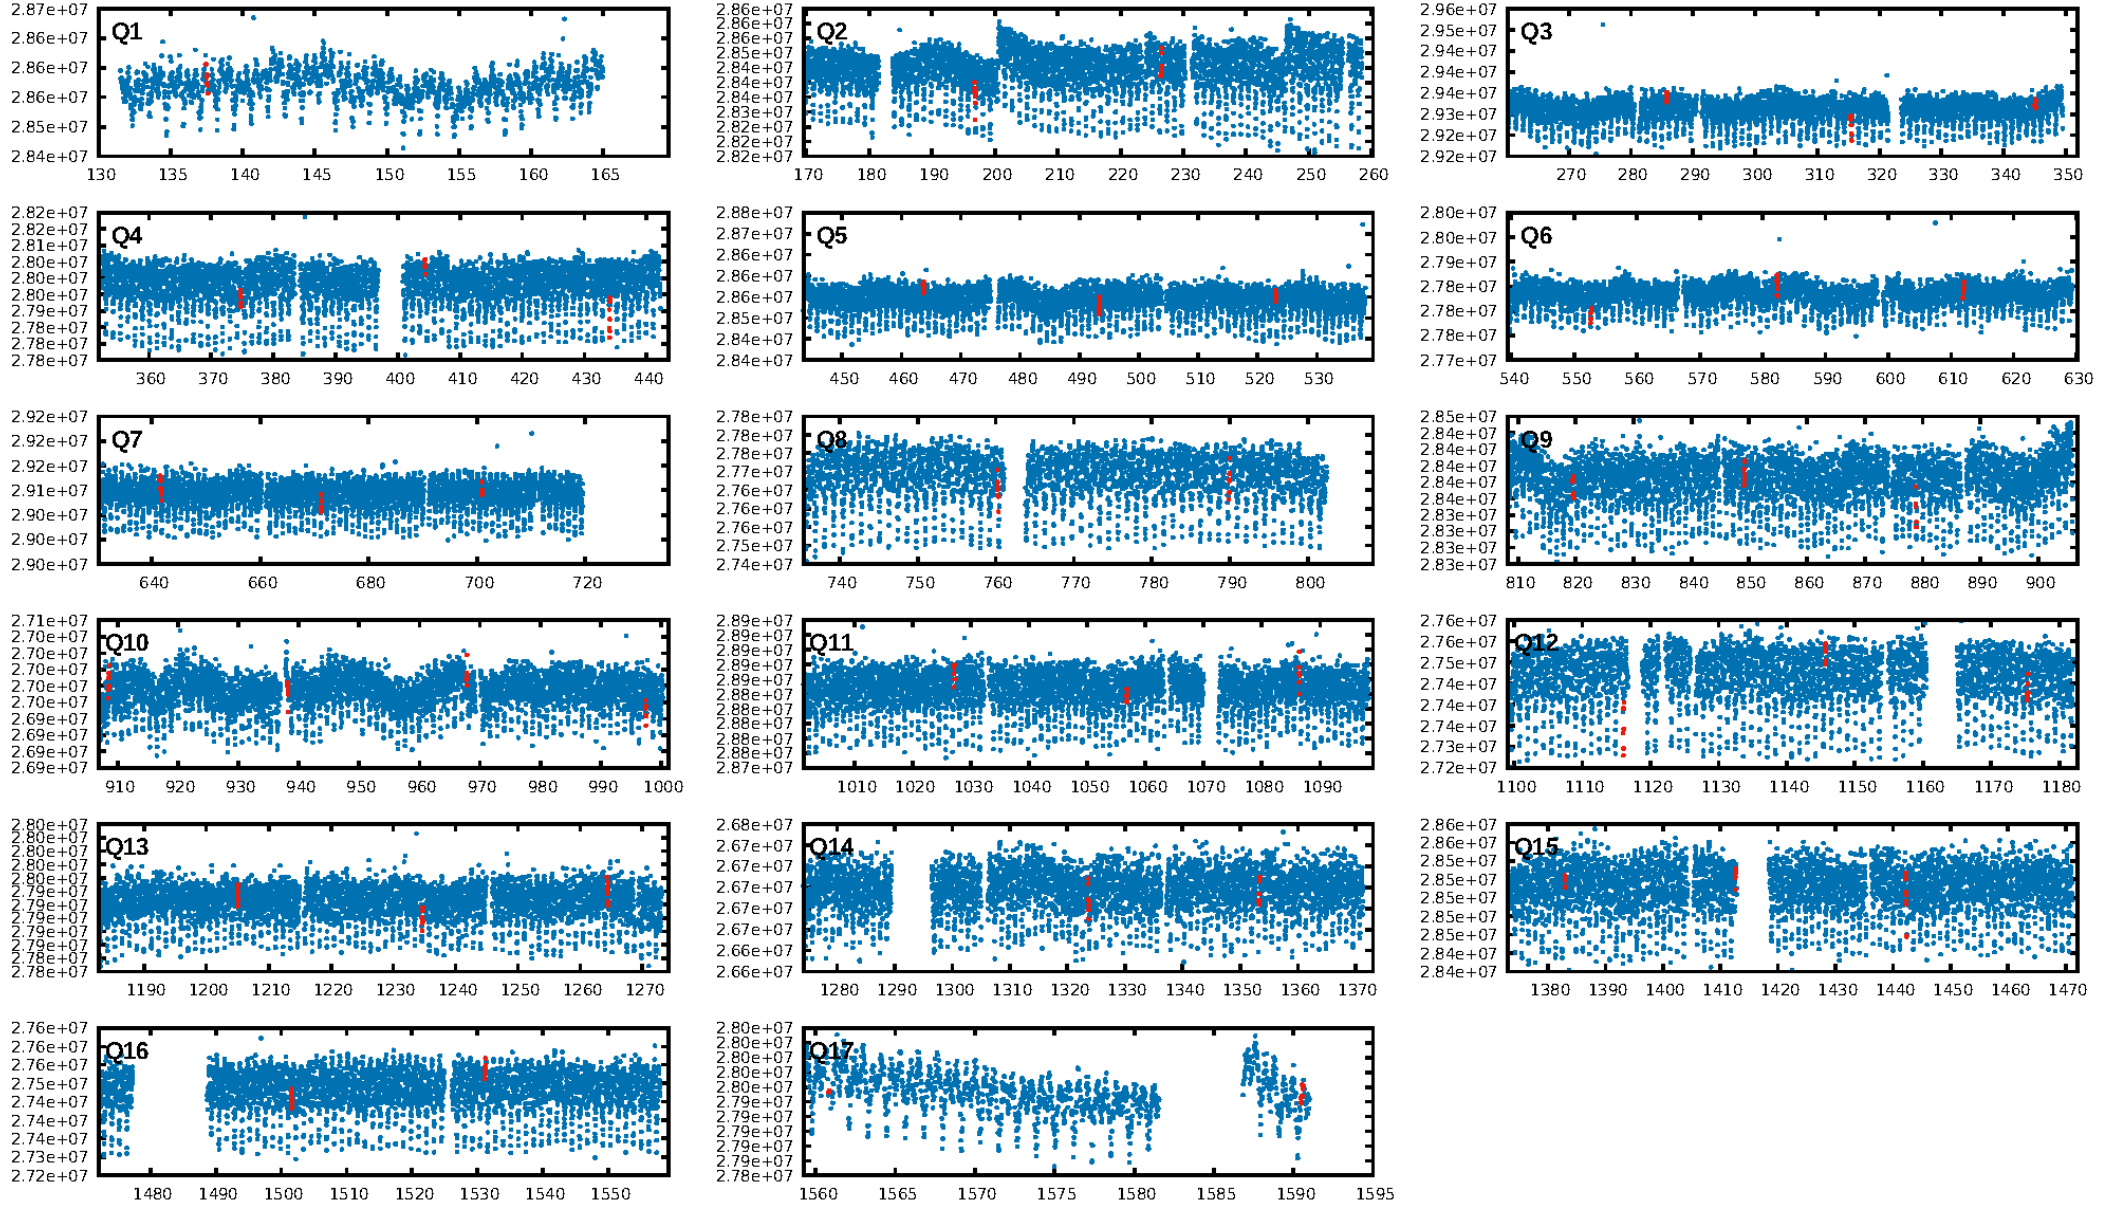 2.87e+07 2.86e+07 2.86e+07 2.86e+07 2.85e+07 2.84e+07
Q1
130 135 140 145 150 155 160 165
2.86e+07 2.86e+07 2.85e+07 2.85e+07 2.84e+07 2.84e+07 2.83e+07 2.83e+07 2.82e+07 2.82e+07 2.82e+07
Q2
170 180 190 200 210 220 230 240 250 260
2.96e+07 2.95e+07 2.94e+07 2.94e+07 2.94e+07 2.93e+07 2.92e+07 2.92e+07
Q3
270 280 290 300 310 320 330 340 350
2.82e+07 2.82e+07 2.81e+07 2.80e+07 2.80e+07 2.80e+07 2.79e+07 2.78e+07 2.78e+07 2.78e+07
Q4
360 370 380 390 400 410 420 430 440
2.88e+07 2.87e+07 2.86e+07 2.86e+07 2.86e+07 2.85e+07 2.84e+07 2.84e+07
Q5
450 460 470 480 490 500 510 520 530
2.80e+07 2.80e+07 2.79e+07 2.78e+07 2.78e+07 2.78e+07 2.77e+07
Q6
540 550 560 570 580 590 600 610 620 630
2.92e+07 2.92e+07 2.92e+07 2.91e+07 2.90e+07 2.90e+07 2.90e+07
Q7
640 660 680 700 720
2.78e+07 2.78e+07 2.78e+07 2.77e+07 2.76e+07 2.76e+07 2.75e+07 2.74e+07
Q8
740 750 760 770 780 790 800
2.85e+07 2.84e+07 2.84e+07 2.84e+07 2.84e+07 2.84e+07 2.83e+07 2.83e+07 2.83e+07 2.83e+07
Q9
810 820 830 840 850 860 870 880 890 900
2.71e+07 2.70e+07 2.70e+07 2.70e+07 2.70e+07 2.70e+07 2.69e+07 2.69e+07 2.69e+07 2.69e+07
Q10
910 920 930 940 950 960 970 980 990 1000
2.89e+07 2.89e+07 2.89e+07 2.89e+07 2.89e+07 2.88e+07 2.88e+07 2.88e+07 2.88e+07 2.88e+07 2.87e+07
Q11
1010 1020 1030 1040 1050 1060 1070 1080 1090
2.76e+07 2.76e+07 2.75e+07 2.74e+07 2.74e+07 2.73e+07 2.72e+07
Q12
1100 1110 1120 1130 1140 1150 1160 1170 1180
2.80e+07 2.80e+07 2.80e+07 2.80e+07 2.80e+07 2.79e+07 2.79e+07 2.79e+07 2.79e+07 2.79e+07 2.79e+07 2.78e+07
Q13
1190 1200 1210 1220 1230 1240 1250 1260 1270
2.68e+07 2.67e+07 2.67e+07 2.67e+07 2.67e+07 2.67e+07 2.66e+07 2.66e+07
Q14
1280 1290 1300 1310 1320 1330 1340 1350 1360 1370
2.86e+07 2.86e+07 2.85e+07 2.85e+07 2.85e+07 2.85e+07 2.85e+07 2.84e+07 2.84e+07
Q15
1380 1390 1400 1410 1420 1430 1440 1450 1460 1470
2.76e+07 2.76e+07 2.76e+07 2.75e+07 2.74e+07 2.74e+07 2.74e+07 2.73e+07 2.72e+07
Q16
1480 1490 1500 1510 1520 1530 1540 1550
2.80e+07 2.80e+07 2.80e+07 2.80e+07 2.80e+07 2.79e+07 2.79e+07 2.79e+07 2.79e+07 2.79e+07 2.78e+07
Q17
1560 1565 1570 1575 1580 1585 1590 1595